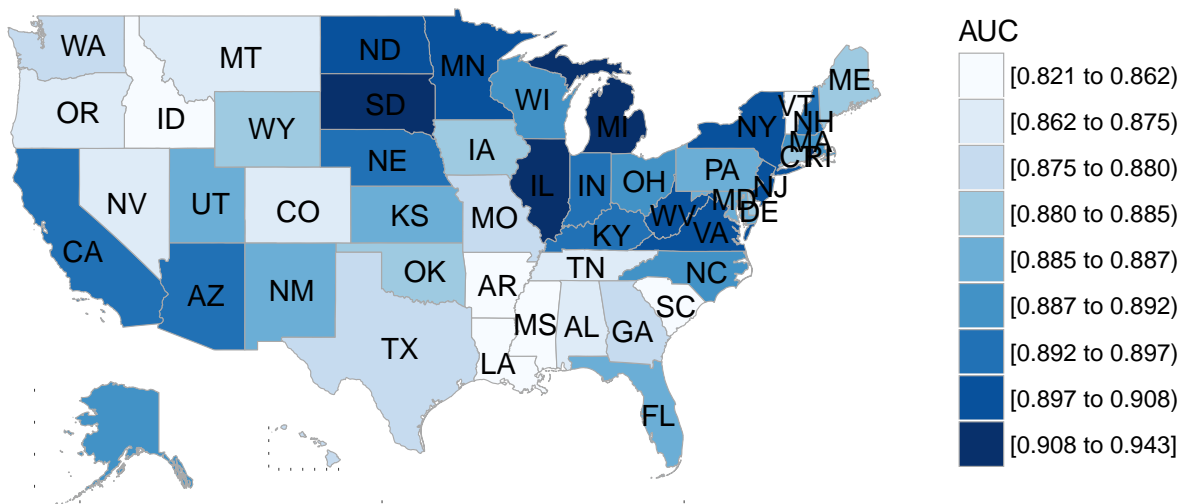 AUC
[0.821 to 0.862)
[0.862 to 0.875)
[0.875 to 0.880)
[0.880 to 0.885)
[0.885 to 0.887)
[0.887 to 0.892)
[0.892 to 0.897)
[0.897 to 0.908)
[0.908 to 0.943]
WA
MT
ND
MN
ME
OR
ID
SD
WI
VT
NH
WY
MI
NY
MA
NE
IA
CT
RI
PA
NV
UT
CO
KS
MO
IL
IN
OH
NJ
MD
DE
WV
VA
KY
CA
AZ
NM
OK
AR
TN
NC
SC
MS
AL
GA
TX
LA
FL